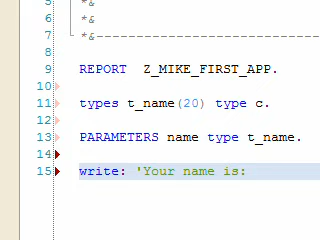 5 *&
6 *&
7 *&---------------------------------
8
9 REPORT  Z_MIKE_FIRST_APP.
10
11 types t_name(20) type c.
12
13 PARAMETERS name type t_name.
14
15 write: 'Your name is: